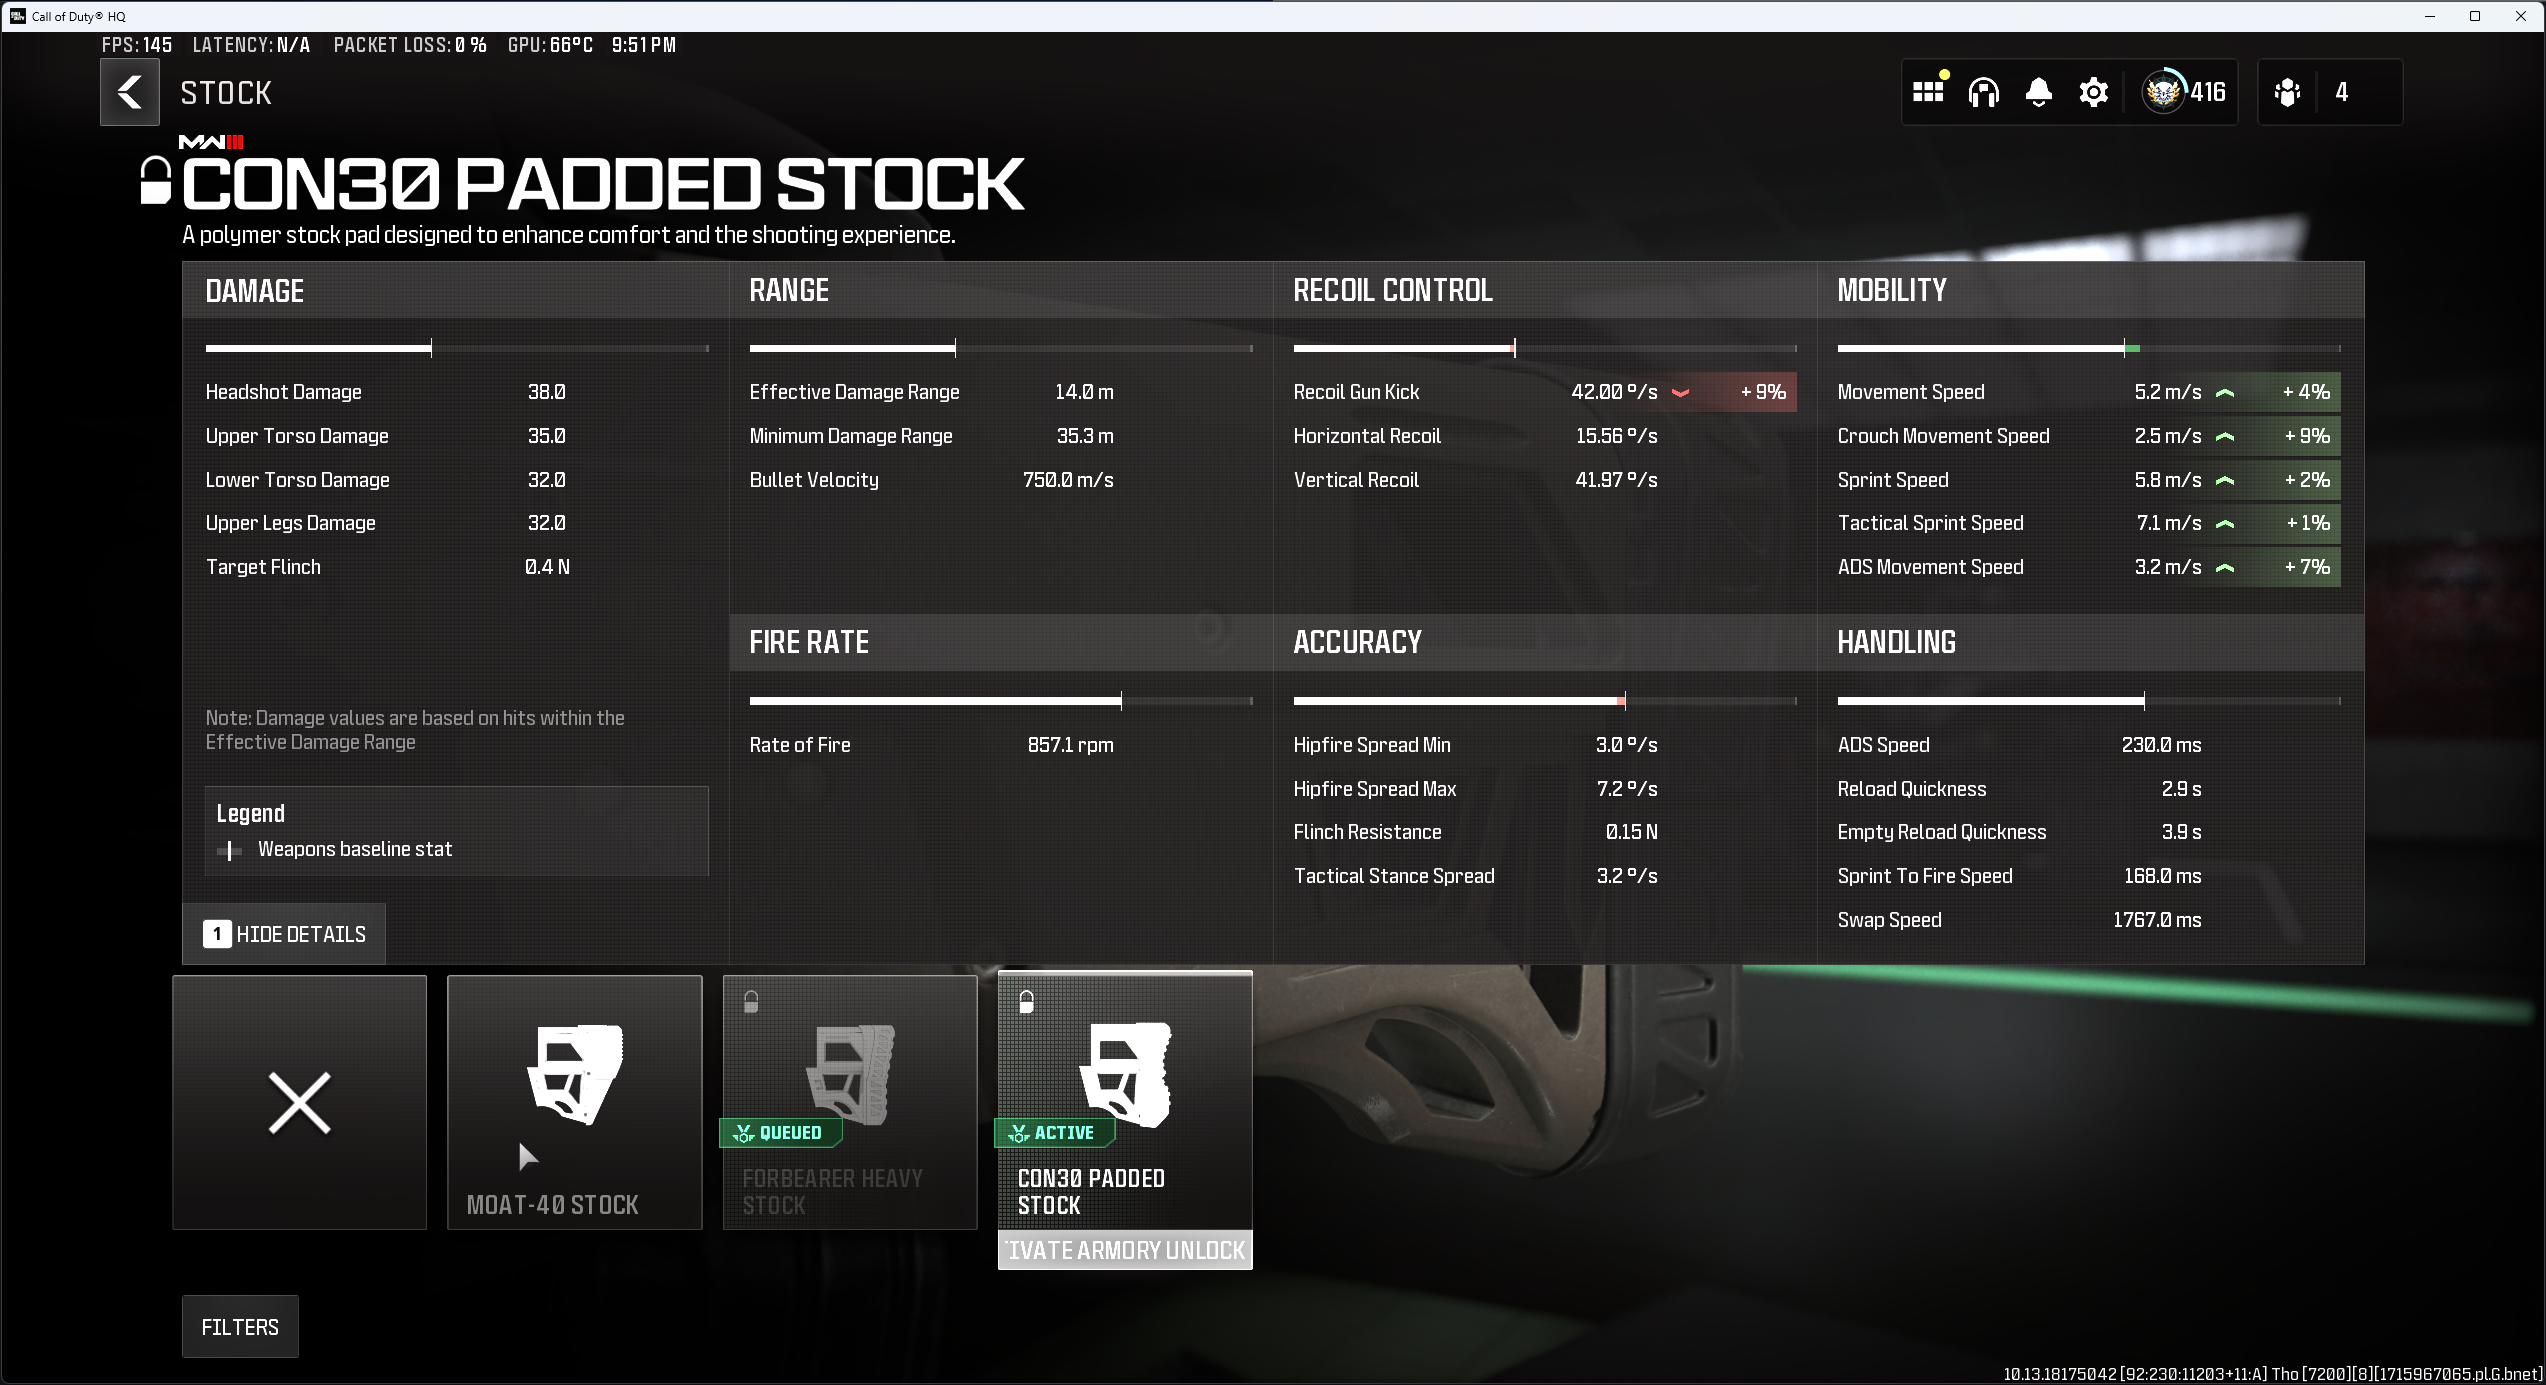 Call of Duty® HQ
FPS: 145 LATENCY: N/A PACKET LOSS: 0 % GPU: 66°C 9:51 PM
STOCK
416
4
MWIII
CON30 PADDED STOCK
A polymer stock pad designed to enhance comfort and the shooting experience.
DAMAGE
Headshot Damage 38.0
Upper Torso Damage 35.0
Lower Torso Damage 32.0
Upper Legs Damage 32.0
Target Flinch 0.4 N
Note: Damage values are based on hits within the
Effective Damage Range
Legend
Weapons baseline stat
1 HIDE DETAILS
RANGE
Effective Damage Range 14.0 m
Minimum Damage Range 35.3 m
Bullet Velocity 750.0 m/s
FIRE RATE
Rate of Fire 857.1 rpm
RECOIL CONTROL
Recoil Gun Kick 42.00 º/s + 9%
Horizontal Recoil 15.56 º/s
Vertical Recoil 41.97 º/s
ACCURACY
Hipfire Spread Min 3.0 º/s
Hipfire Spread Max 7.2 º/s
Flinch Resistance 0.15 N
Tactical Stance Spread 3.2 º/s
MOBILITY
Movement Speed 5.2 m/s + 4%
Crouch Movement Speed 2.5 m/s + 9%
Sprint Speed 5.8 m/s + 2%
Tactical Sprint Speed 7.1 m/s + 1%
ADS Movement Speed 3.2 m/s + 7%
HANDLING
ADS Speed 230.0 ms
Reload Quickness 2.9 s
Empty Reload Quickness 3.9 s
Sprint To Fire Speed 168.0 ms
Swap Speed 1767.0 ms
MOAT-40 STOCK
QUEUED
FORBEARER HEAVY
STOCK
ACTIVE
CON30 PADDED
STOCK
IVATE ARMORY UNLOCK
FILTERS
10.13.18175042 [92:230:11203+11:A] Tho [7200][8][1715967065.pl.G.bnet]